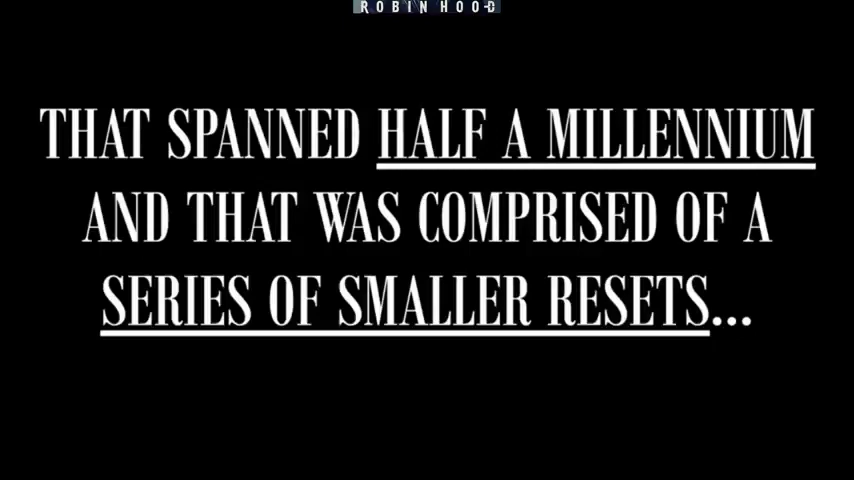 ROBIN HOOD
THAT SPANNED HALF A MILLENNIUM
AND THAT WAS COMPRISED OF A
SERIES OF SMALLER RESETS...